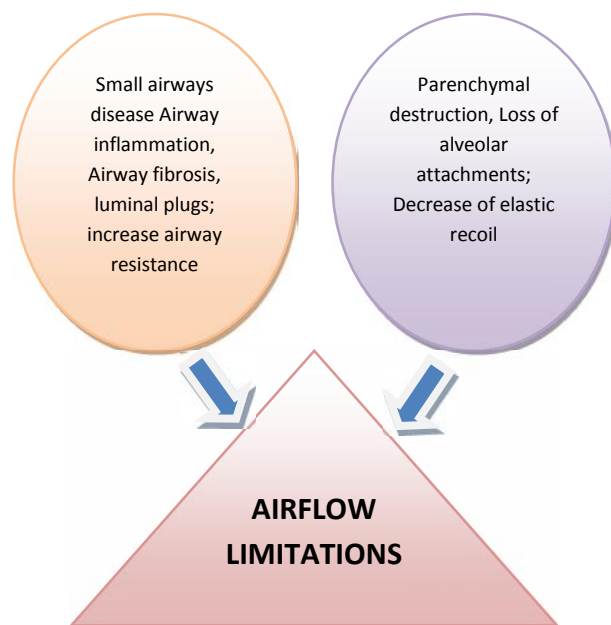 Small airways
disease Airway
inflammation,
Airway fibrosis,
luminal plugs;
increase airway
resistance
Parenchymal
destruction, Loss of
alveolar
attachments;
Decrease of elastic
recoil
AIRFLOW
LIMITATIONS